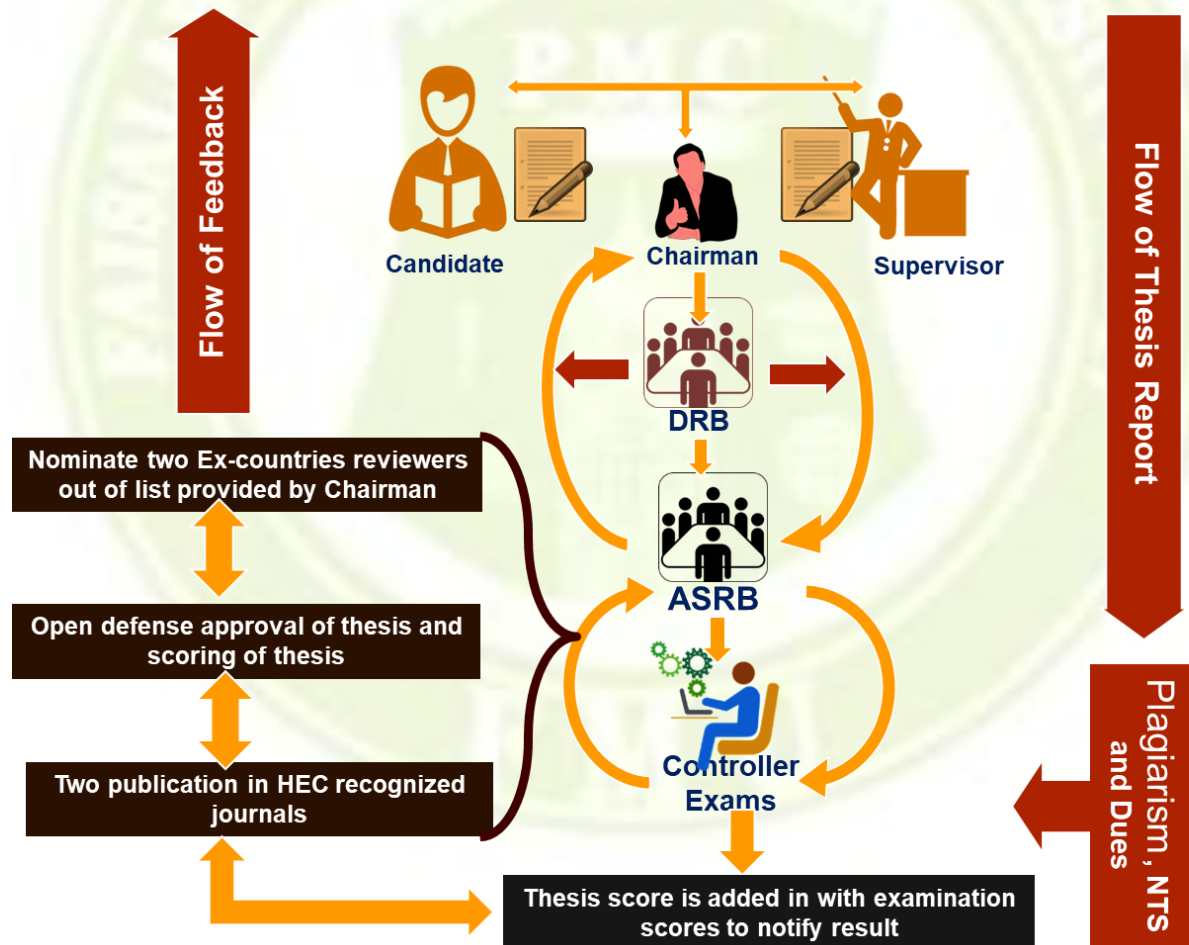 Flow of Feedback
Candidate
Chairman
Supervisor
Flow of Thesis Report
DRB
Nominate two Ex-countries reviewers
out of list provided by Chairman
ASRB
Open defense approval of thesis and
scoring of thesis
Controller
Exams
Two publication in HEC recognized
journals
Plagiarism , NTS
and Dues
Thesis score is added in with examination
scores to notify result